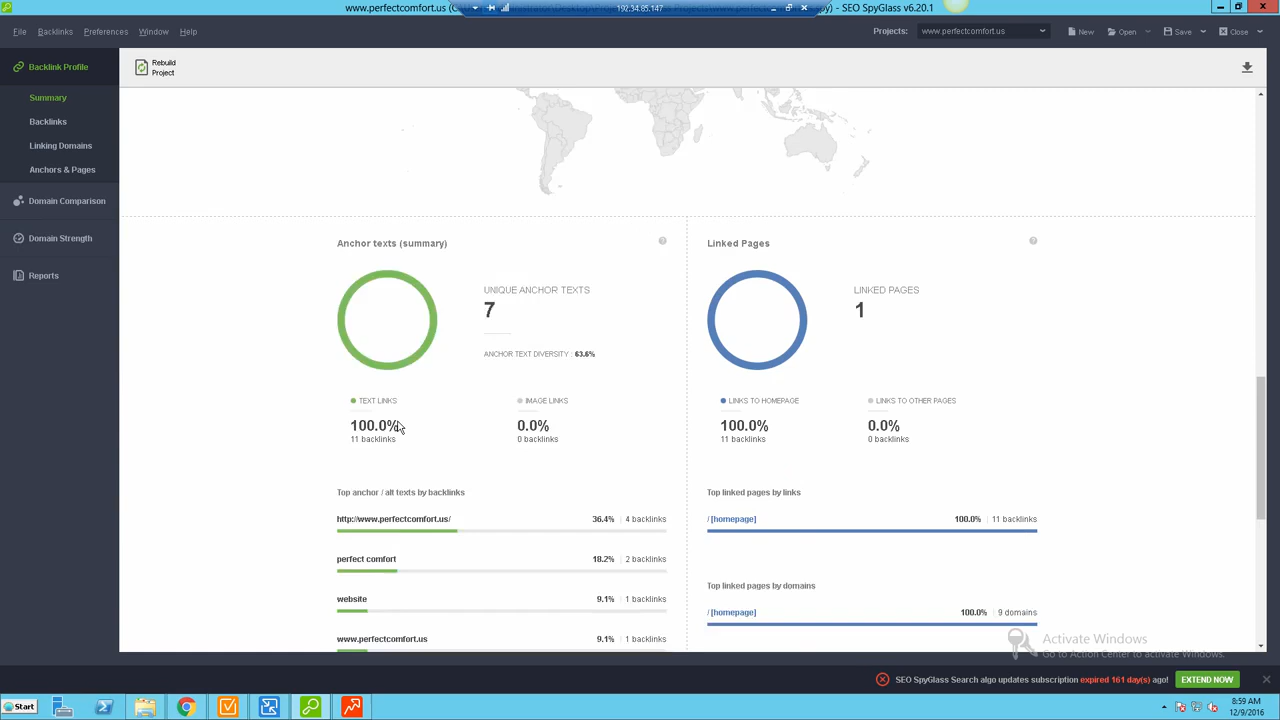 www.perfectcomfort.us
192.34.85.147
- SEO SpyGlass v6.20.1
File Backlinks Preferences Window Help
Projects: www.perfectcomfort.us New Open Save Close
Backlink Profile
Summary
Backlinks
Linking Domains
Anchors & Pages
Domain Comparison
Domain Strength
Reports
Rebuild
Project
Anchor texts (summary) ?
UNIQUE ANCHOR TEXTS
7
ANCHOR TEXT DIVERSITY : 63.6%
TEXT LINKS IMAGE LINKS
100.0% 0.0%
11 backlinks 0 backlinks
Top anchor / alt texts by backlinks
http://www.perfectcomfort.us/ 36.4% 4 backlinks
perfect comfort 18.2% 2 backlinks
website 9.1% 1 backlinks
www.perfectcomfort.us 9.1% 1 backlinks
Linked Pages ?
LINKED PAGES
1
LINKS TO HOMEPAGE LINKS TO OTHER PAGES
100.0% 0.0%
11 backlinks 0 backlinks
Top linked pages by links
/ [homepage] 100.0% 11 backlinks
Top linked pages by domains
/ [homepage] 100.0% 9 domains
Activate Windows
Go to Action Center to activate Windows.
SEO SpyGlass Search algo updates subscription expired 161 day(s) ago! EXTEND NOW
Start
8:59 AM
12/9/2016